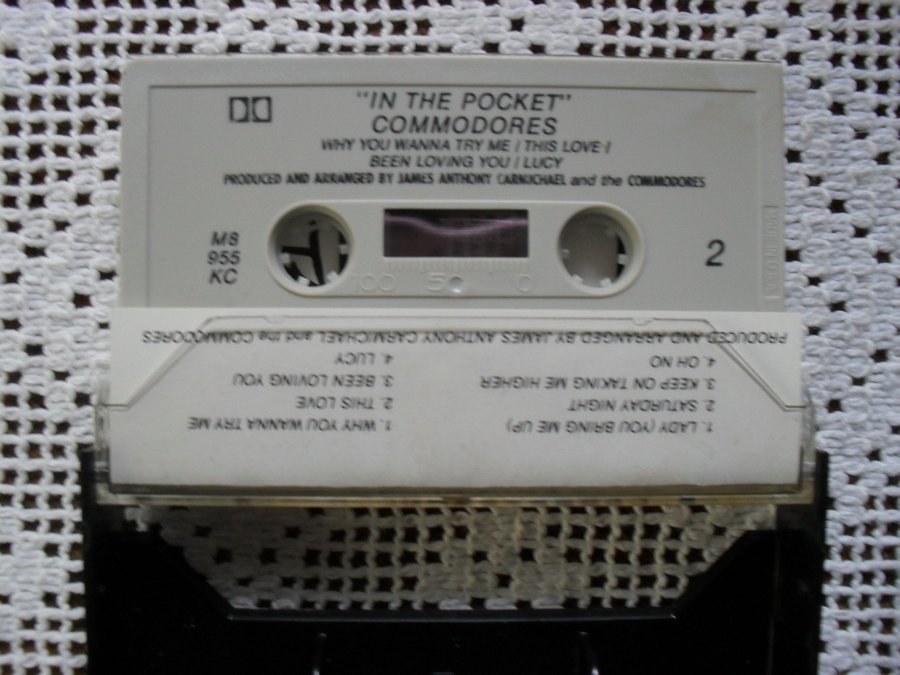 "IN THE POCKET"
COMMODORES
WHY YOU WANNA TRY ME / THIS LOVE /
BEEN LOVING YOU / LUCY
PRODUCED AND ARRANGED BY JAMES ANTHONY CARMICHAEL and the COMMODORES
M8
955
KC
2
100 50 0
1. LADY (YOU BRING ME UP)
2. SATURDAY NIGHT
3. KEEP ON TAKING ME HIGHER
4. OH NO
1. WHY YOU WANNA TRY ME
2. THIS LOVE
3. BEEN LOVING YOU
4. LUCY
PRODUCED AND ARRANGED BY JAMES ANTHONY CARMICHAEL and the COMMODORES